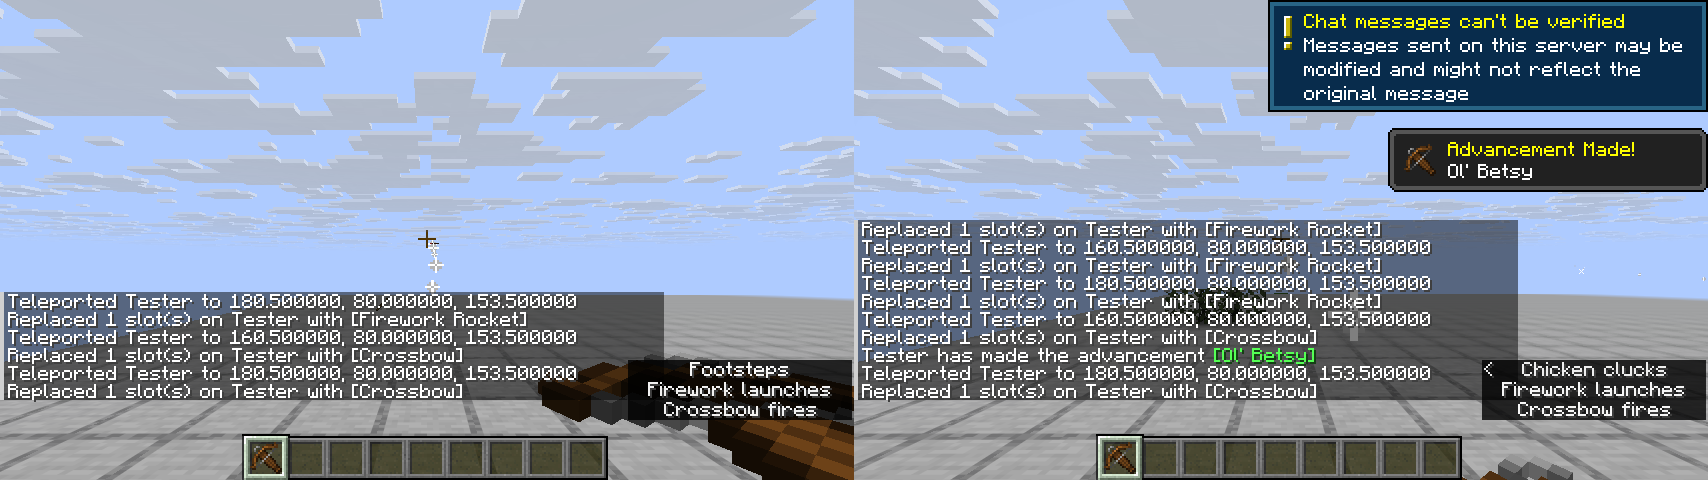 Teleported Tester to 180.500000, 80.000000, 153.500000
Replaced 1 slot(s) on Tester with [Firework Rocket]
Teleported Tester to 160.500000, 80.000000, 153.500000
Replaced 1 slot(s) on Tester with [Crossbow]
Teleported Tester to 180.500000, 80.000000, 153.500000
Replaced 1 slot(s) on Tester with [Crossbow]
Footsteps
Firework launches
Crossbow fires
Chat messages can't be verified
Messages sent on this server may be
modified and might not reflect the
original message
Advancement Made!
Ol' Betsy
Replaced 1 slot(s) on Tester with [Firework Rocket]
Teleported Tester to 160.500000, 80.000000, 153.500000
Replaced 1 slot(s) on Tester with [Firework Rocket]
Teleported Tester to 180.500000, 80.000000, 153.500000
Replaced 1 slot(s) on Tester with [Firework Rocket]
Teleported Tester to 160.500000, 80.000000, 153.500000
Replaced 1 slot(s) on Tester with [Crossbow]
Tester has made the advancement [Ol' Betsy]
Teleported Tester to 180.500000, 80.000000, 153.500000
Replaced 1 slot(s) on Tester with [Crossbow]
< Chicken clucks
Firework launches
Crossbow fires